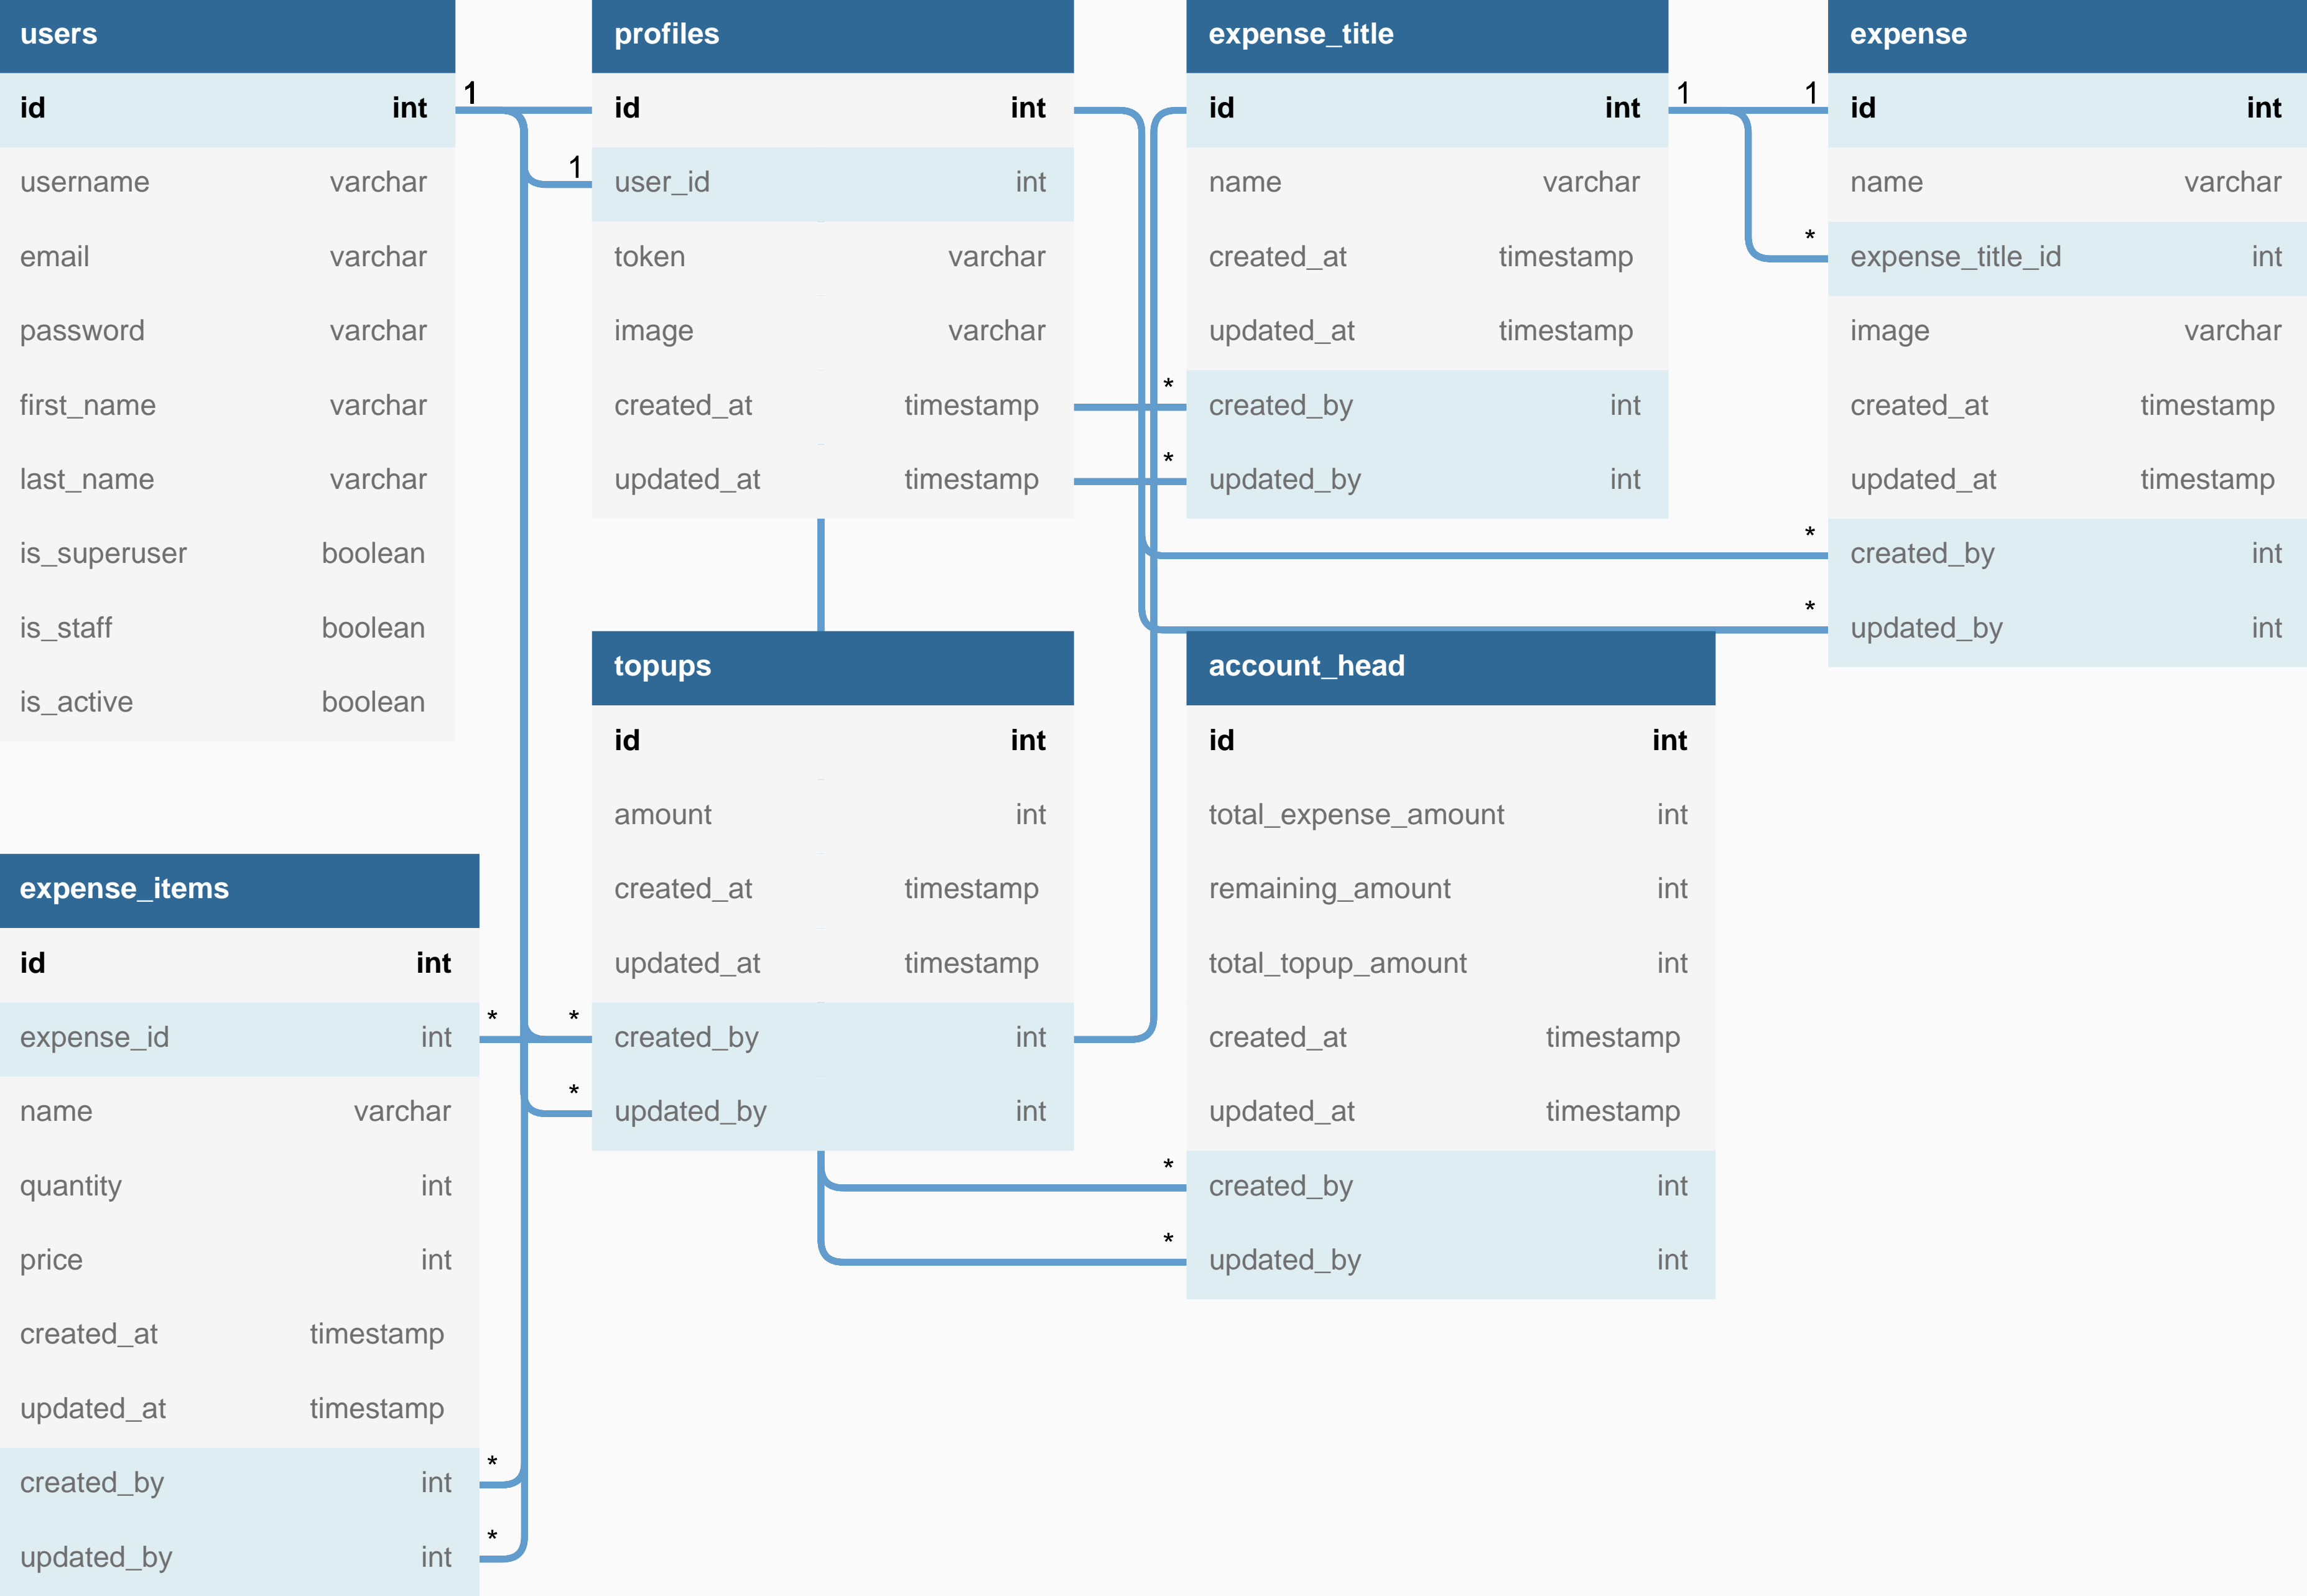 users
id int
username varchar
email varchar
password varchar
first_name varchar
last_name varchar
is_superuser boolean
is_staff boolean
is_active boolean
1
1
profiles
id int
user_id int
token varchar
image varchar
created_at timestamp
updated_at timestamp
expense_title
id int
name varchar
created_at timestamp
updated_at timestamp
* created_by int
* updated_by int
1
1
*
expense
id int
name varchar
expense_title_id int
image varchar
created_at timestamp
updated_at timestamp
* created_by int
* updated_by int
topups
id int
amount int
created_at timestamp
updated_at timestamp
* created_by int
* updated_by int
account_head
id int
total_expense_amount int
remaining_amount int
total_topup_amount int
created_at timestamp
updated_at timestamp
* created_by int
* updated_by int
expense_items
id int
expense_id int *
name varchar
quantity int
price int
created_at timestamp
updated_at timestamp
created_by int *
updated_by int *